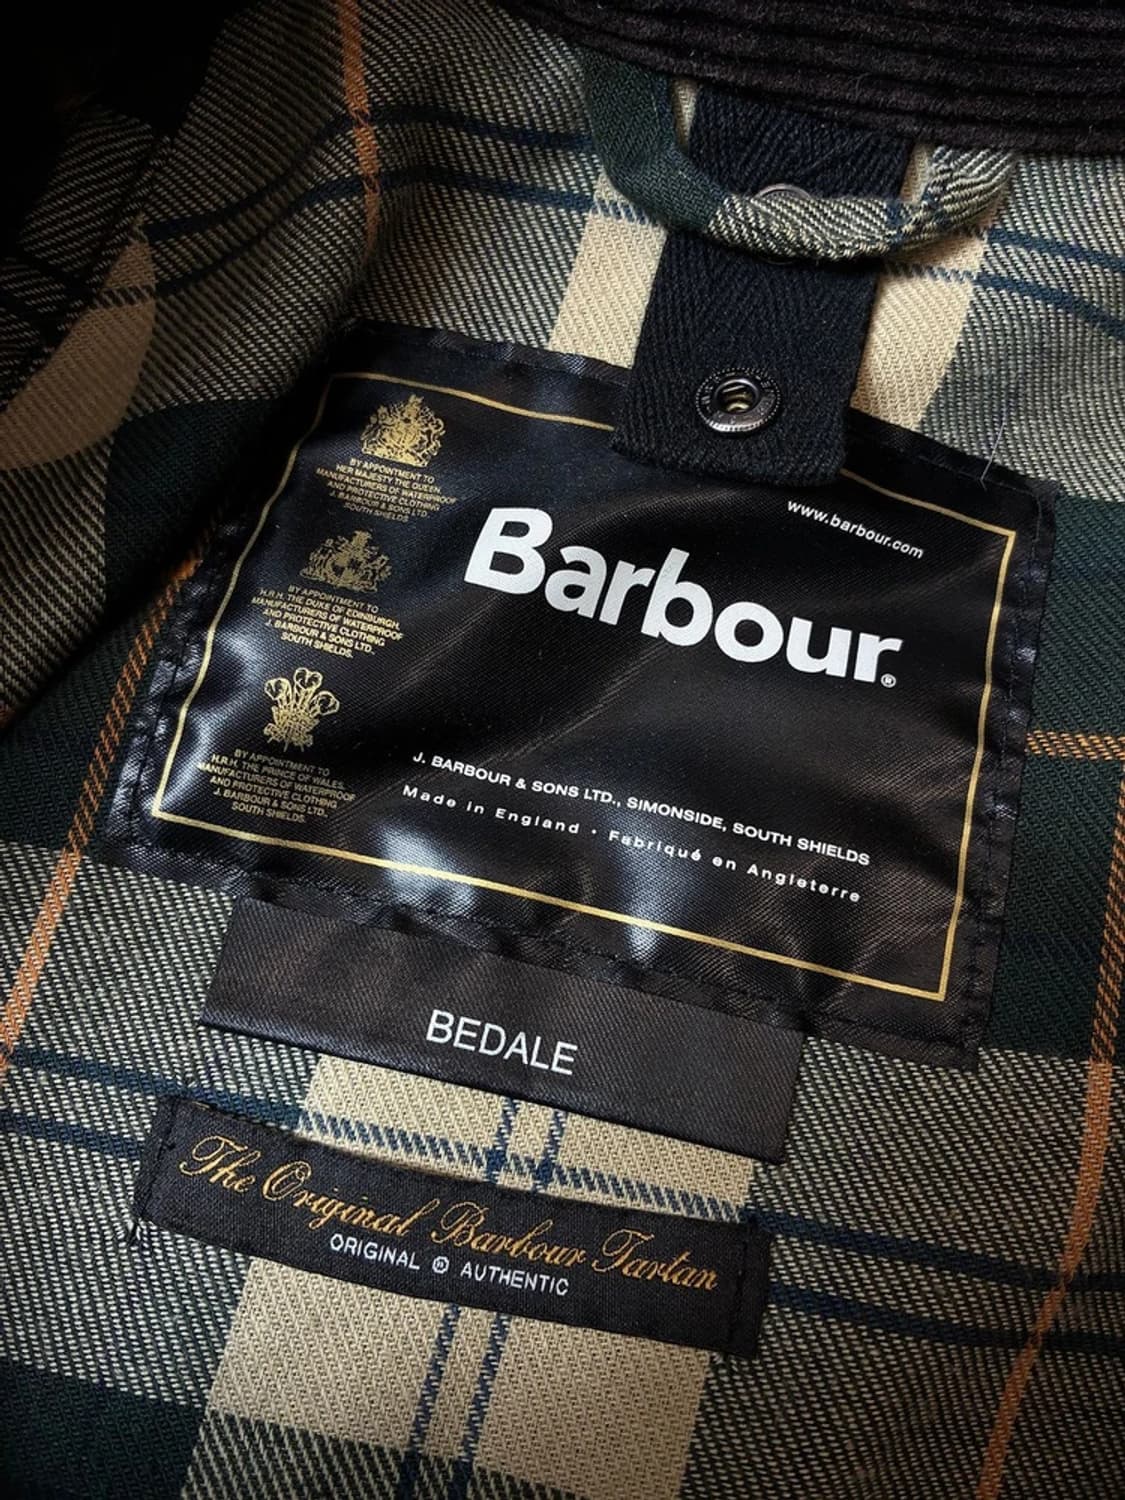 BY APPOINTMENT TO
HER MAJESTY THE QUEEN
MANUFACTURERS OF WATERPROOF
AND PROTECTIVE CLOTHING
J. BARBOUR & SONS LTD
SOUTH SHIELDS
BY APPOINTMENT TO
H.R.H. THE DUKE OF EDINBURGH,
MANUFACTURERS OF WATERPROOF
AND PROTECTIVE CLOTHING
J. BARBOUR & SONS LTD.,
SOUTH SHIELDS.
BY APPOINTMENT TO
H.R.H. THE PRINCE OF WALES,
MANUFACTURERS OF WATERPROOF
AND PROTECTIVE CLOTHING
J. BARBOUR & SONS LTD.,
SOUTH SHIELDS.
www.barbour.com
Barbour®
J. BARBOUR & SONS LTD., SIMONSIDE, SOUTH SHIELDS
Made in England · Fabriqué en Angleterre
BEDALE
The Original Barbour Tartan
ORIGINAL ® AUTHENTIC